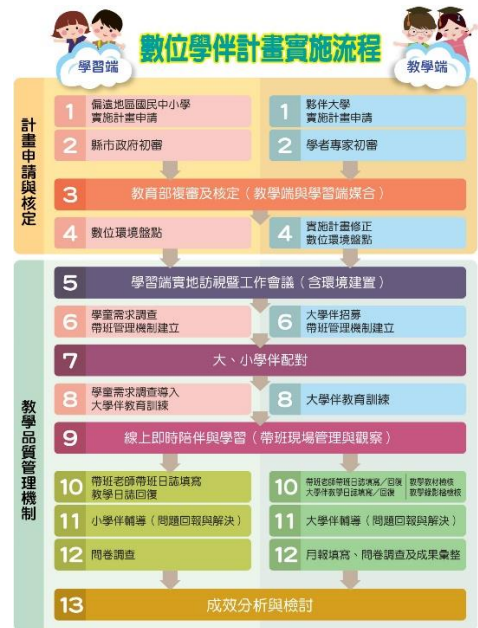 數位學伴計畫實施流程
學習端
教學端
計畫申請與核定
1 偏遠地區國民中小學
實施計畫申請
1 夥伴大學
實施計畫申請
2 縣市政府初審
2 學者專家初審
3 教育部複審及核定（教學端與學習端媒合）
4 數位環境盤點
4 實施計畫修正
數位環境盤點
教學品質管理機制
5 學習端實地訪視暨工作會議（含環境建置）
6 學童需求調查
帶班管理機制建立
6 大學伴招募
帶班管理機制建立
7 大、小學伴配對
8 學童需求調查導入
大學伴教育訓練
8 大學伴教育訓練
9 線上即時陪伴與學習（帶班現場管理與觀察）
10 帶班老師帶班日誌填寫
教學日誌回復
10 帶班老師帶班日誌填寫／回復 教學教材檢核
大學伴教學日誌填寫／回復 教學錄影檔檢核
11 小學伴輔導（問題回報與解決）
11 大學伴輔導（問題回報與解決）
12 問卷調查
12 月報填寫、問卷調查及成果彙整
13 成效分析與檢討